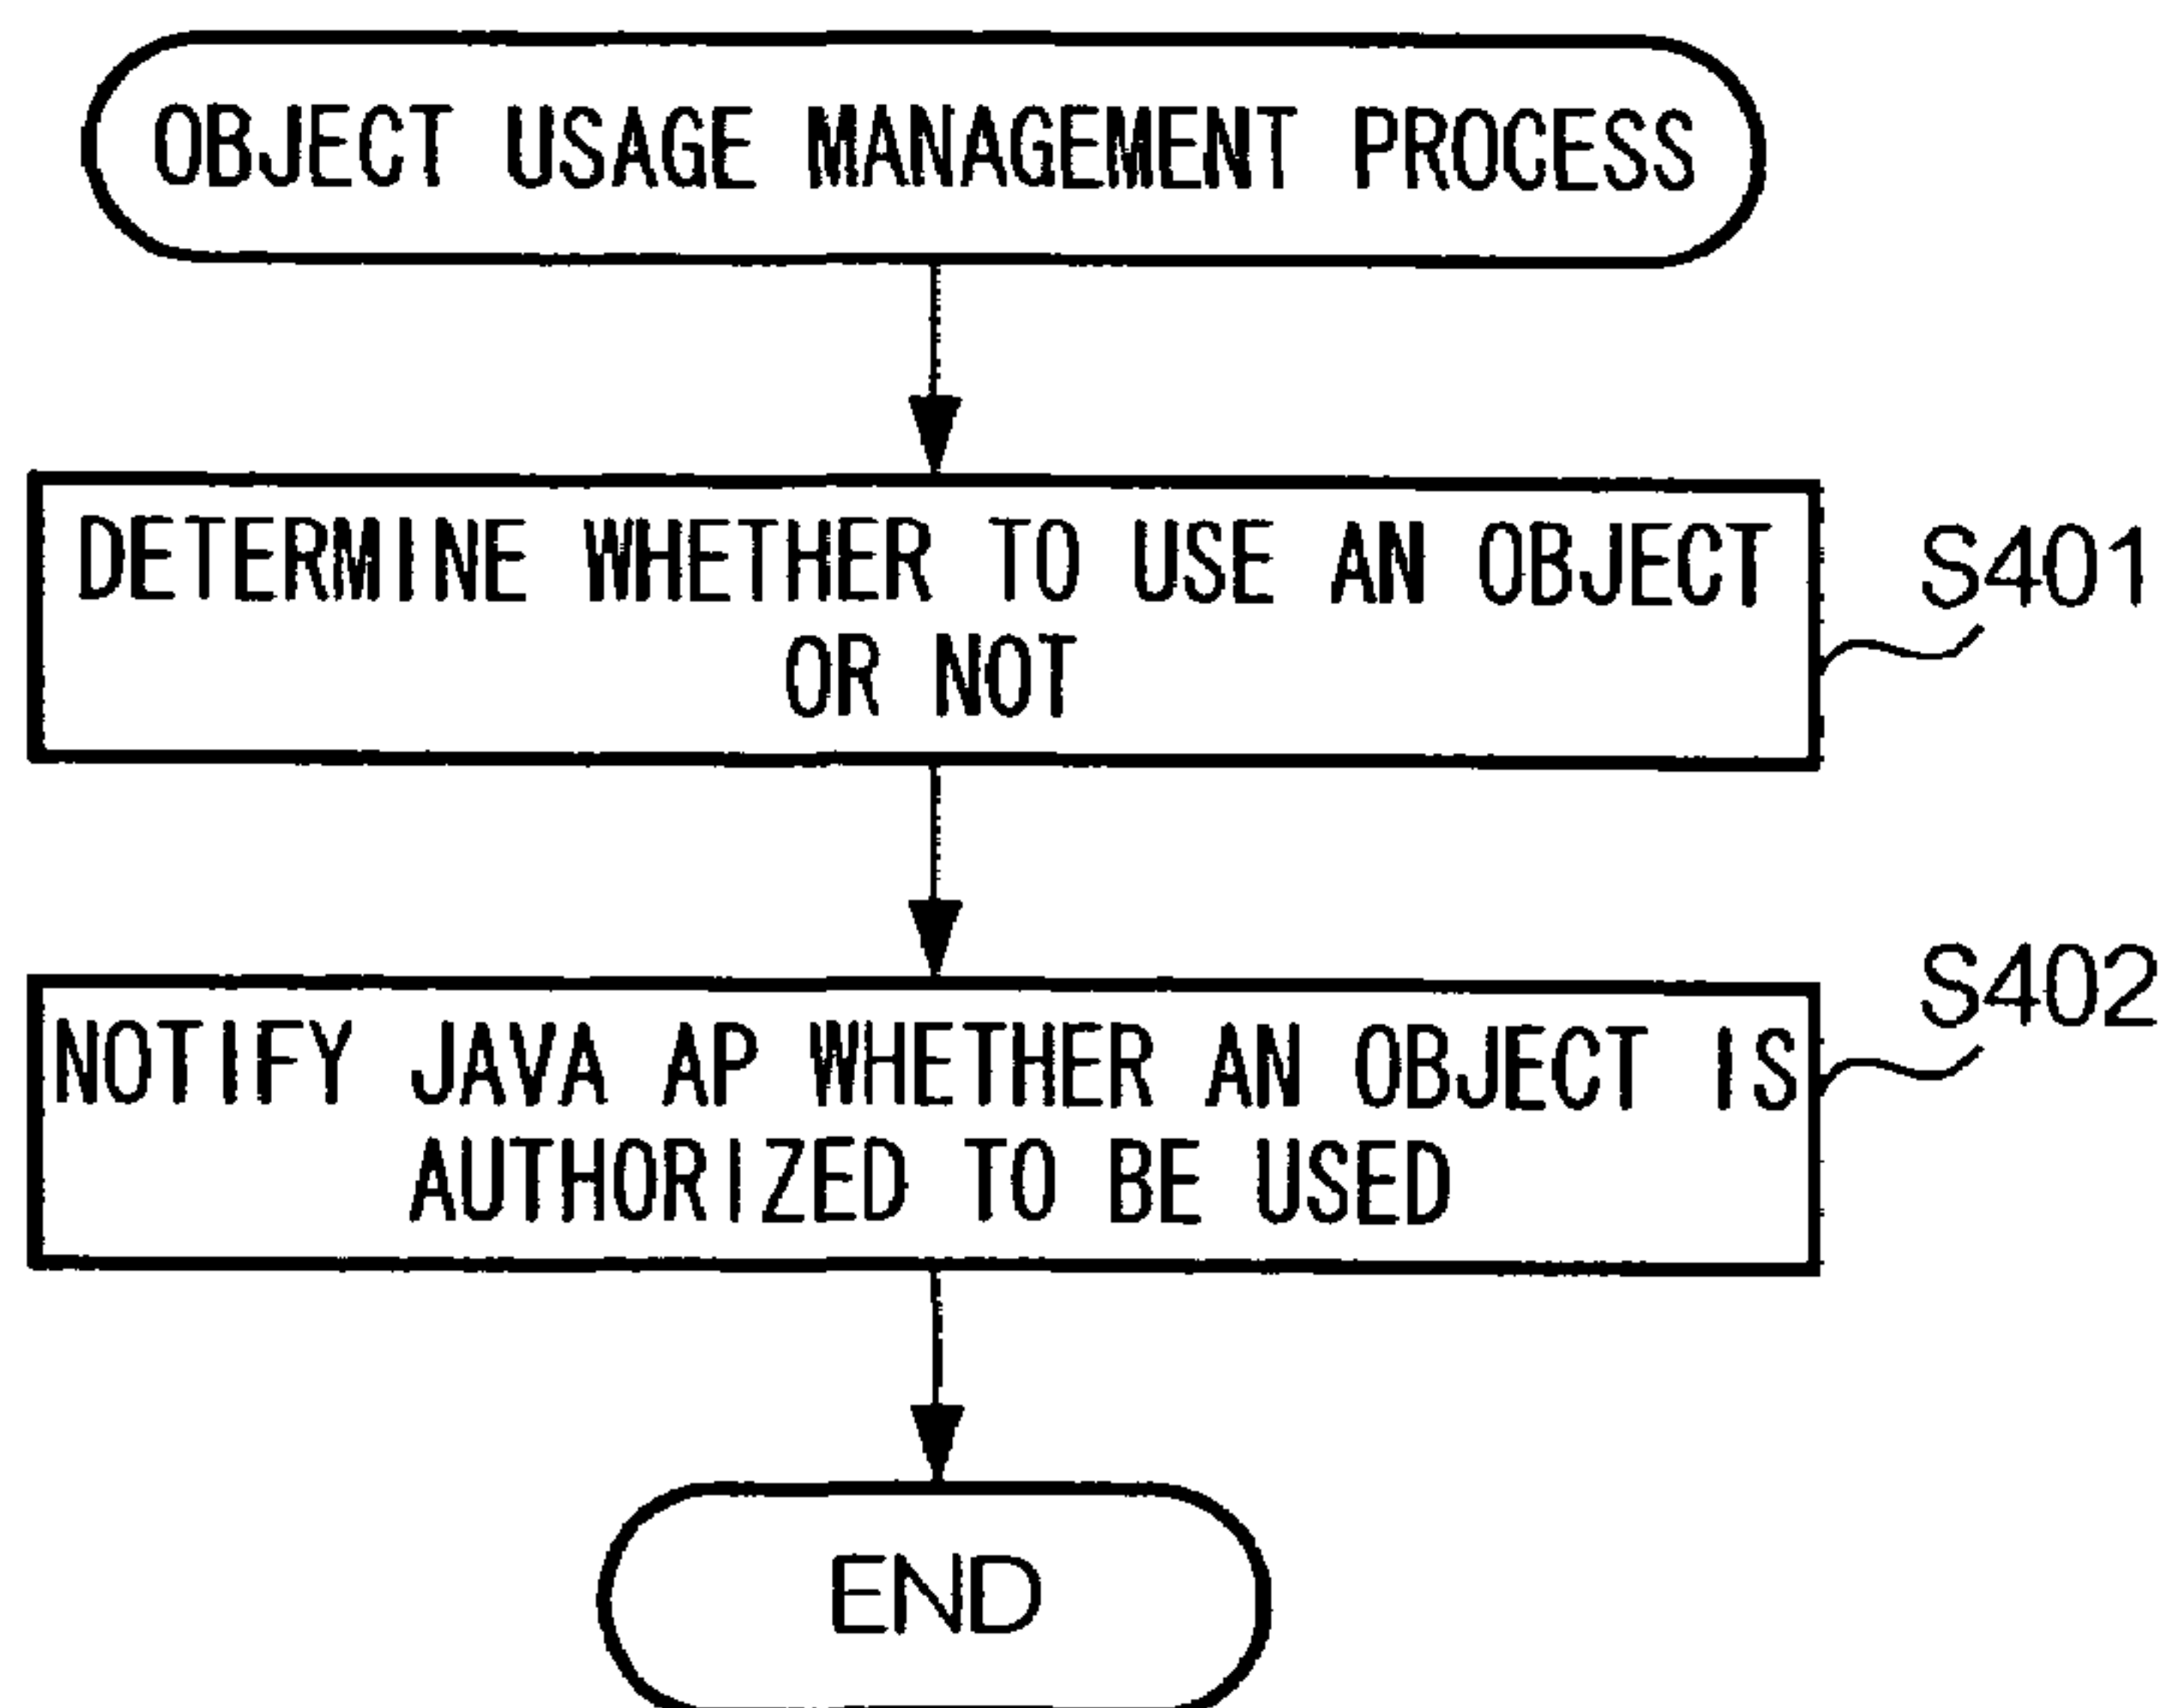 OBJECT USAGE MANAGEMENT PROCESS
DETERMINE WHETHER TO USE AN OBJECT
OR NOT
S401
NOTIFY JAVA AP WHETHER AN OBJECT IS
AUTHORIZED TO BE USED
S402
END